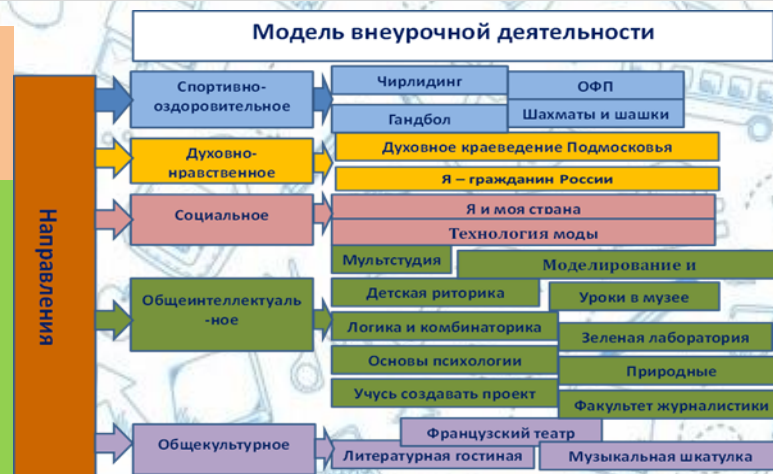 Модель внеурочной деятельности
Направления
Спортивно-
оздоровительное
Чирлидинг
ОФП
Гандбол
Шахматы и шашки
Духовно-
нравственное
Духовное краеведение Подмосковья
Я – гражданин России
Социальное
Я и моя страна
Технология моды
Общеинтеллектуаль
-ное
Мультстудия
Моделирование и
Детская риторика
Уроки в музее
Логика и комбинаторика
Зеленая лаборатория
Основы психологии
Природные
Учусь создавать проект
Факультет журналистики
Общекультурное
Французский театр
Литературная гостиная
Музыкальная шкатулка